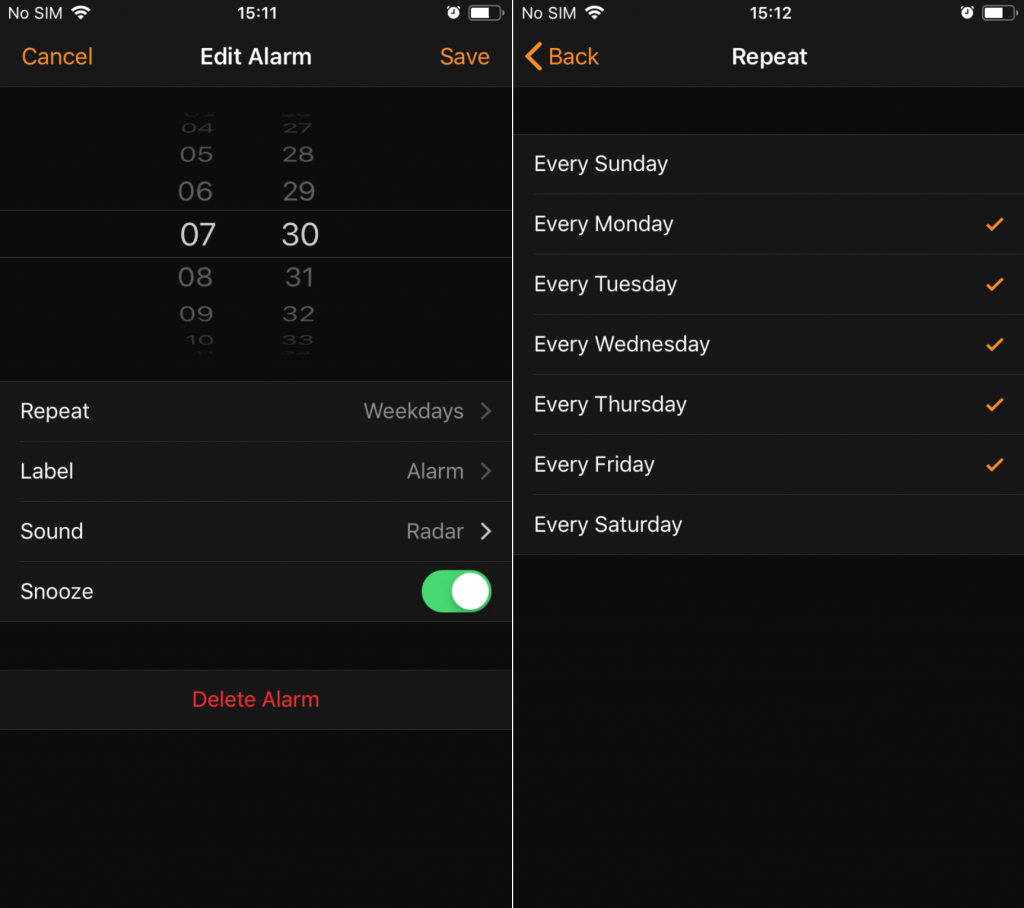 No SIM 15:11
Cancel Edit Alarm Save
04 27
05 28
06 29
07 30
08 31
09 32
10 33
Repeat Weekdays
Label Alarm
Sound Radar
Snooze
Delete Alarm
No SIM 15:12
Back Repeat
Every Sunday
Every Monday
Every Tuesday
Every Wednesday
Every Thursday
Every Friday
Every Saturday